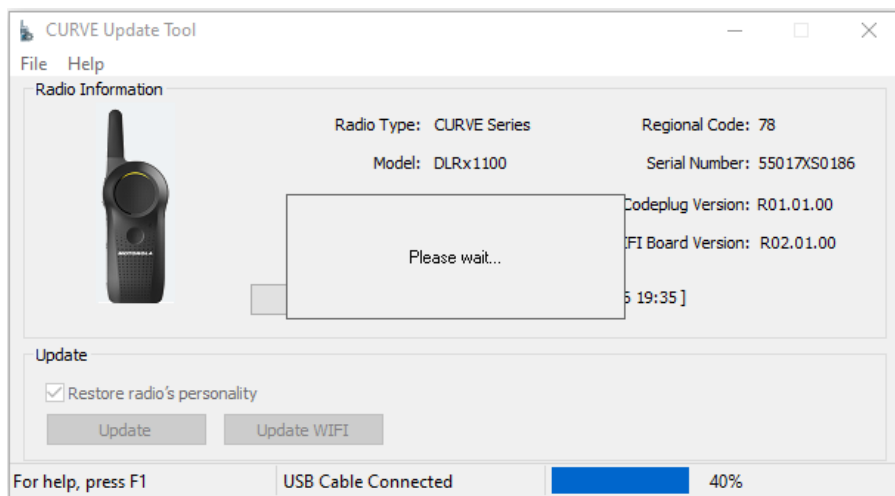 CURVE Update Tool
File Help
Radio Information
Radio Type: CURVE Series Regional Code: 78
Model: DLRx1100 Serial Number: 55017XS0186
Codeplug Version: R01.01.00
IFI Board Version: R02.01.00
Please wait...
19:35 ]
MOTOROLA
Update
Restore radio's personality
Update Update WIFI
For help, press F1 USB Cable Connected 40%